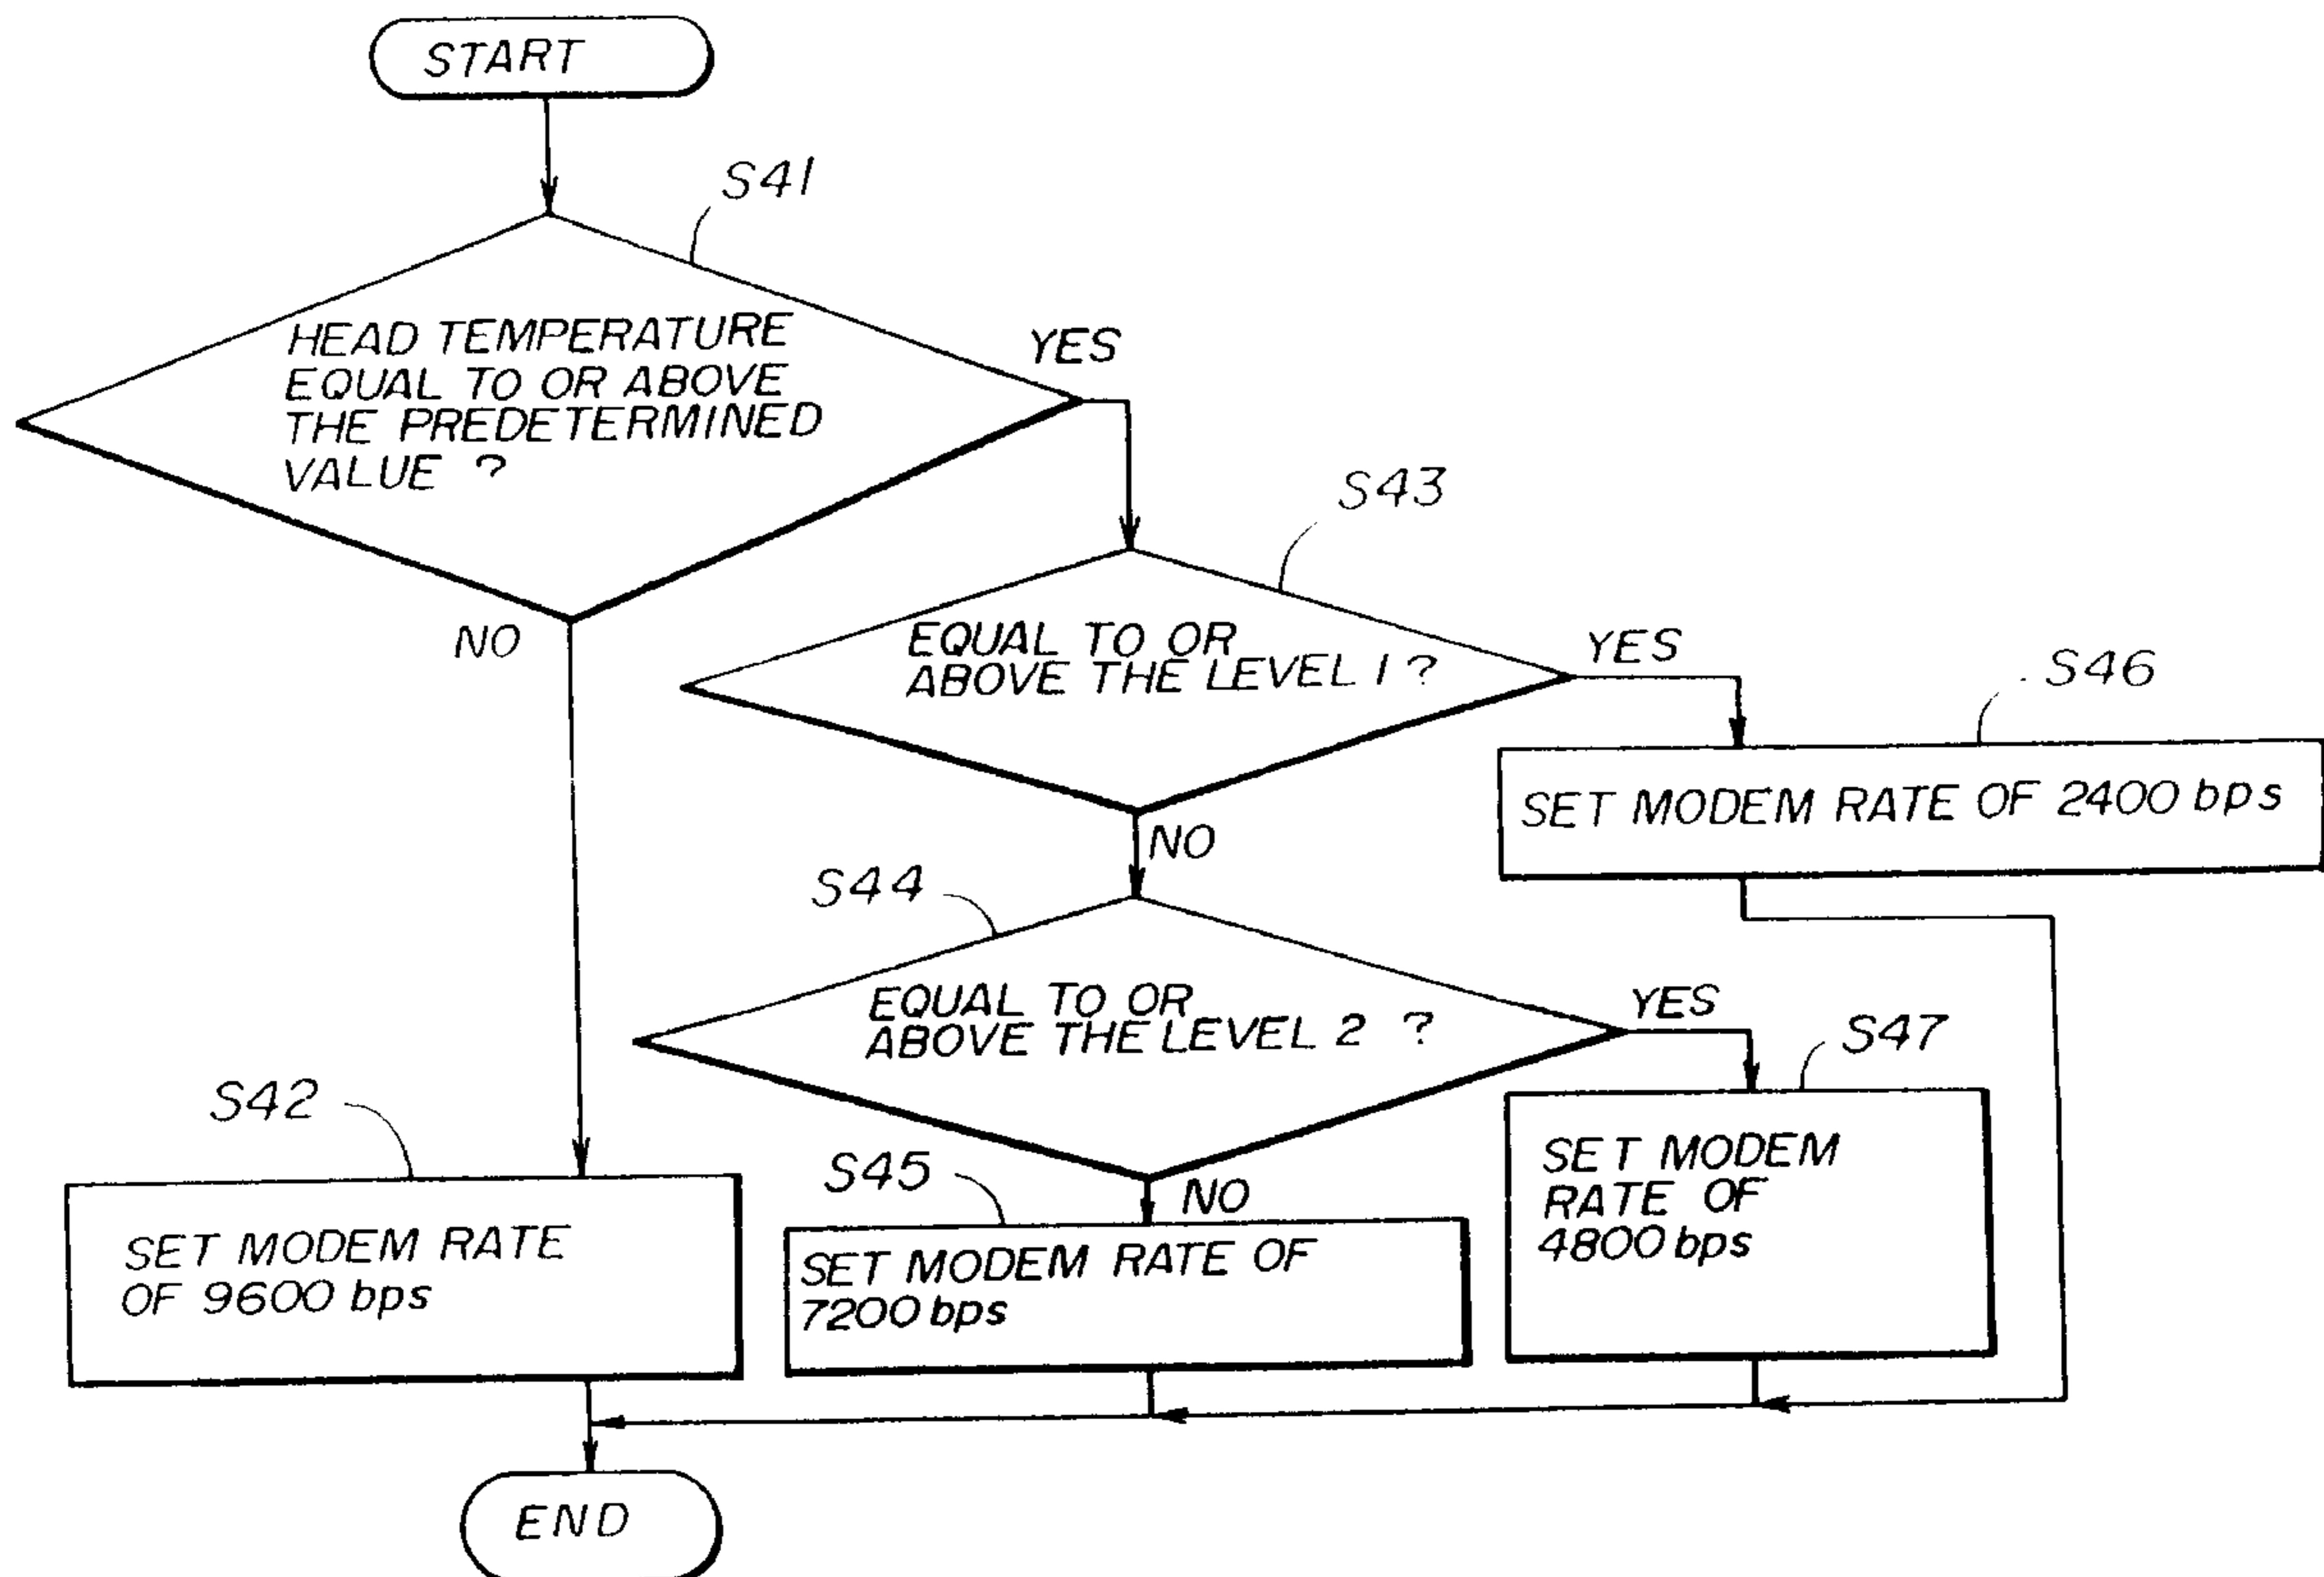 START
S41
HEAD TEMPERATURE
EQUAL TO OR ABOVE
THE PREDETERMINED
VALUE ?
YES
NO
S43
EQUAL TO OR
ABOVE THE LEVEL 1 ?
YES
NO
S46
SET MODEM RATE OF 2400 bps
S44
EQUAL TO OR
ABOVE THE LEVEL 2 ?
YES
NO
S47
SET MODEM
RATE OF
4800 bps
S42
SET MODEM RATE
OF 9600 bps
S45
SET MODEM RATE OF
7200 bps
END